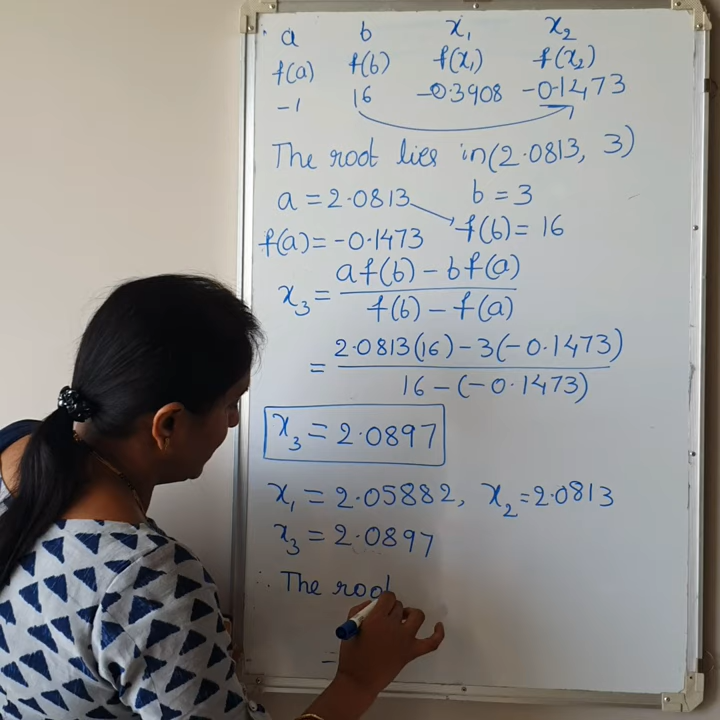 a b x₁ x₂
f(a) f(b) f(x₁) f(x₂)
-1 16 -0.3908 -0.1473
The root lies in (2.0813, 3)
a = 2.0813 b = 3
f(a) = -0.1473 f(b) = 16
x₃ = af(b) - bf(a)
f(b) - f(a)
= 2.0813(16) - 3(-0.1473)
16 - (-0.1473)
x₃ = 2.0897
x₁ = 2.05882, x₂ = 2.0813
x₃ = 2.0897
∴ The root
=